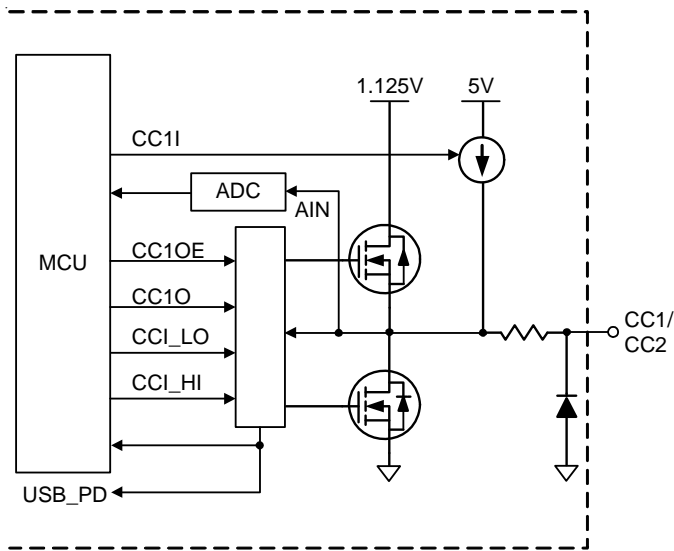 1.125V
5V
CC1I
ADC
AIN
MCU
CC1OE
CC1O
CCI_LO
CCI_HI
CC1/
CC2
USB_PD